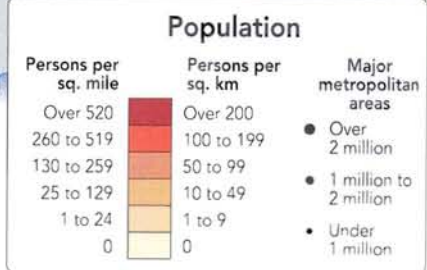 Population
Persons per
sq. mile
Persons per
sq. km
Major
metropolitan
areas
Over 520
Over 200
260 to 519
100 to 199
130 to 259
50 to 99
25 to 129
10 to 49
1 to 24
1 to 9
0
0
Over
2 million
1 million to
2 million
Under
1 million